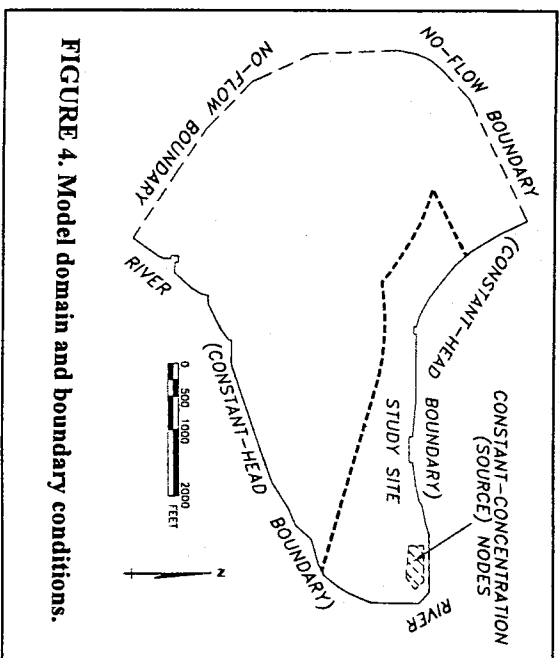 NO-FLOW BOUNDARY
NO-FLOW BOUNDARY
(CONSTANT-HEAD
BOUNDARY)
CONSTANT-CONCENTRATION
(SOURCE) NODES
STUDY SITE
RIVER
RIVER
(CONSTANT-HEAD
BOUNDARY)
0
500
1000
2000
FEET
N
FIGURE 4. Model domain and boundary conditions.